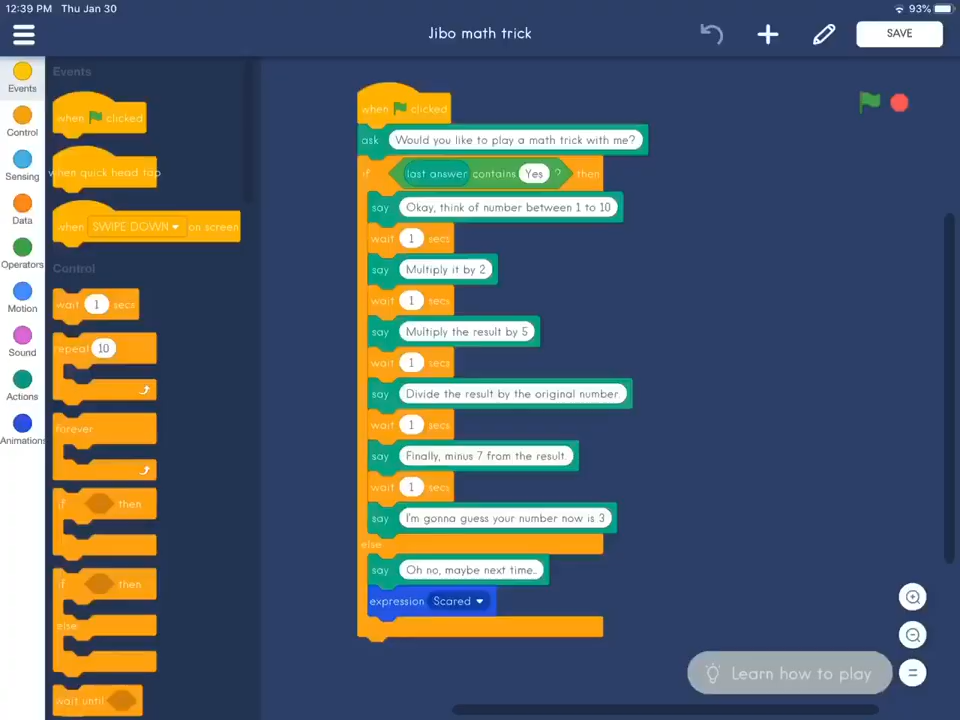 12:39 PM Thu Jan 30
93%
Jibo math trick
SAVE
Events
Control
Sensing
Data
Operators
Motion
Sound
Actions
Animations
Events
when clicked
when quick head tap
when SWIPE DOWN on screen
Control
wait 1 secs
repeat 10
forever
if then
if then
else
wait until
when clicked
ask Would you like to play a math trick with me?
if last answer contains Yes ? then
say Okay, think of number between 1 to 10
wait 1 secs
say Multiply it by 2
wait 1 secs
say Multiply the result by 5
wait 1 secs
say Divide the result by the original number.
wait 1 secs
say Finally, minus 7 from the result.
wait 1 secs
say I'm gonna guess your number now is 3
else
say Oh no, maybe next time..
expression Scared
Learn how to play